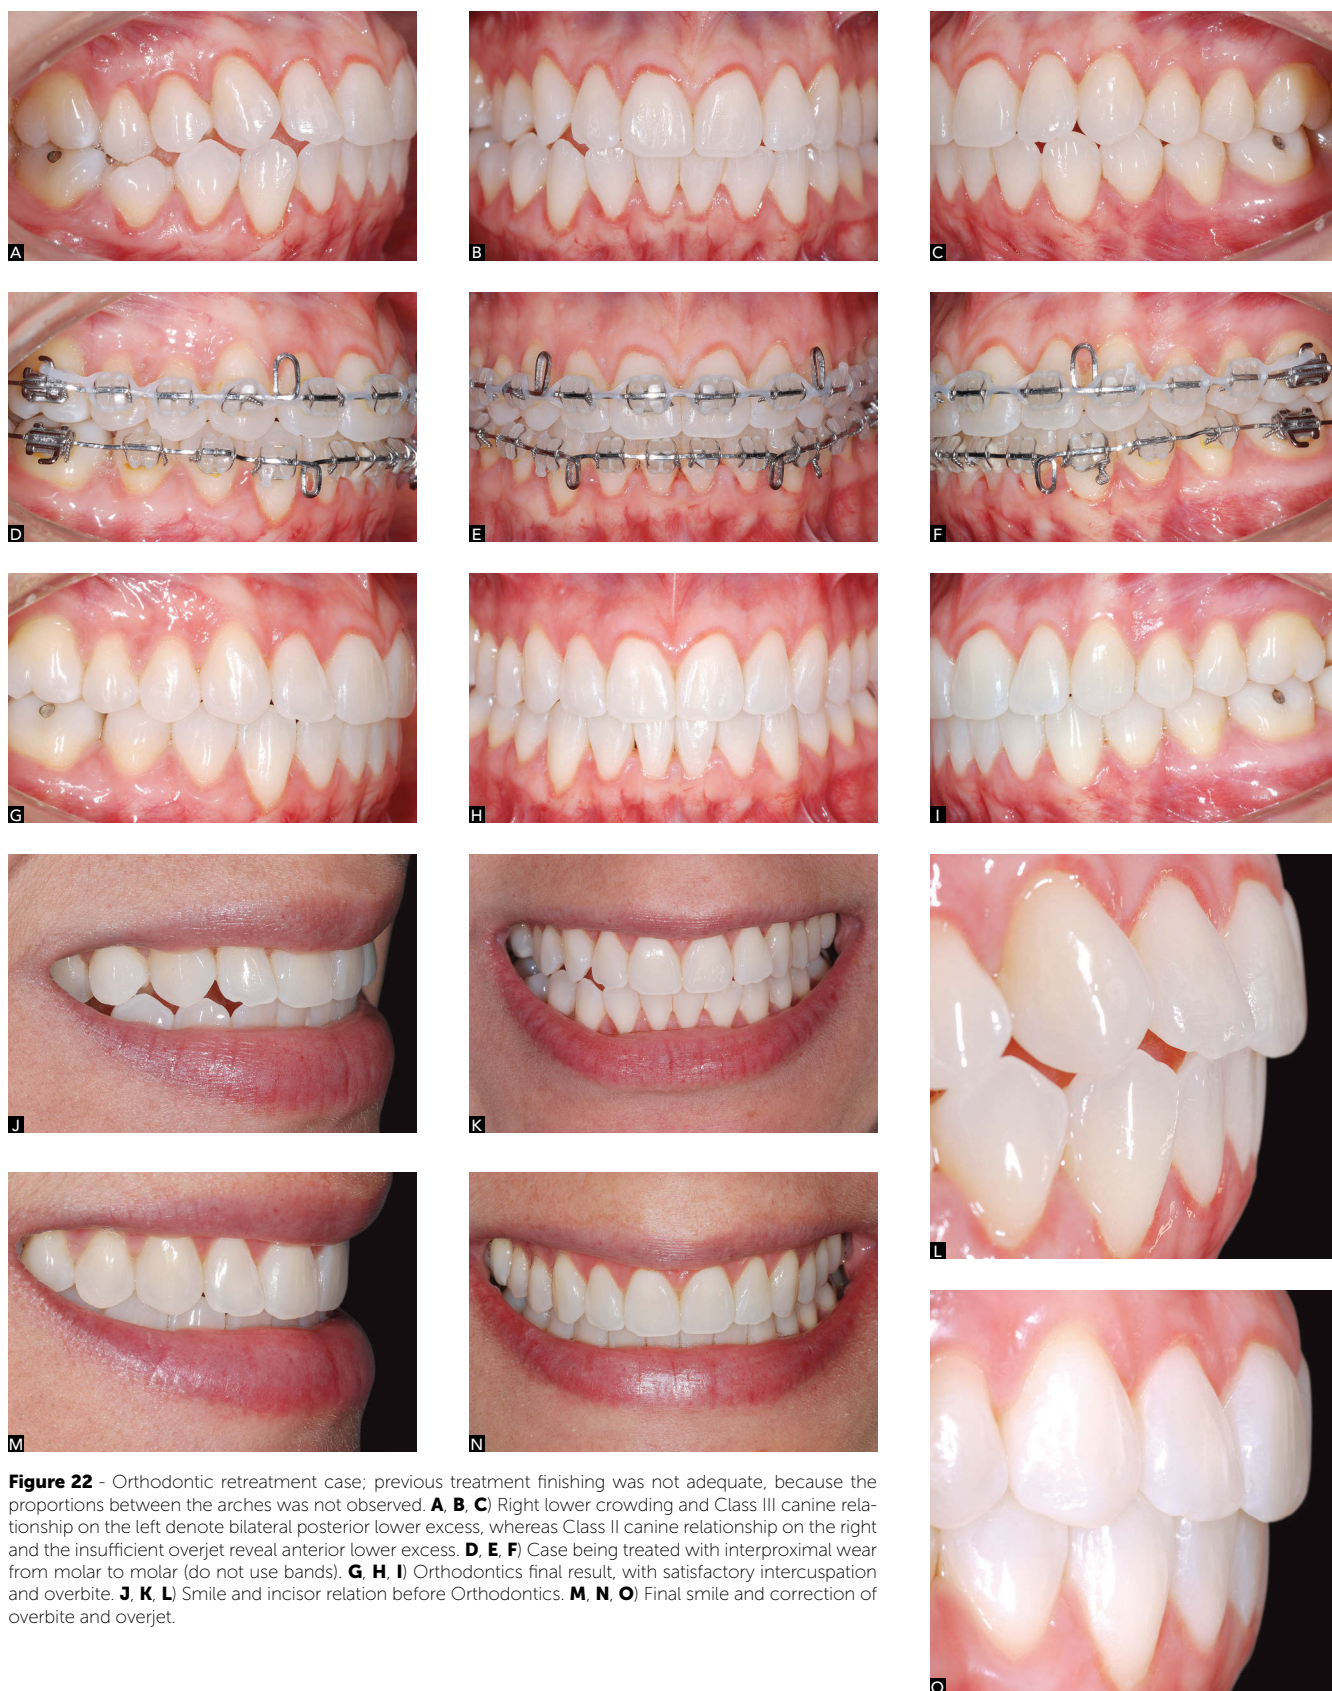 A
B
C
D
E
F
G
H
I
J
K
L
M
N
O
Figure 22 - Orthodontic retreatment case; previous treatment finishing was not adequate, because the
proportions between the arches was not observed. A, B, C) Right lower crowding and Class III canine rela-
tionship on the left denote bilateral posterior lower excess, whereas Class II canine relationship on the right
and the insufficient overjet reveal anterior lower excess. D, E, F) Case being treated with interproximal wear
from molar to molar (do not use bands). G, H, I) Orthodontics final result, with satisfactory intercuspation
and overbite. J, K, L) Smile and incisor relation before Orthodontics. M, N, O) Final smile and correction of
overbite and overjet.